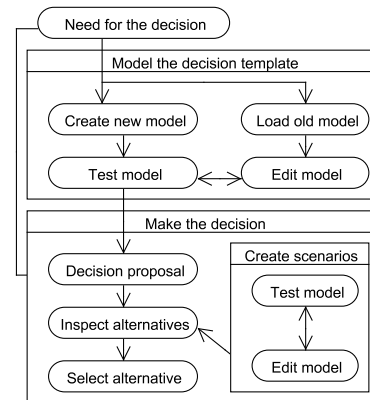 Need for the decision
Model the decision template
Create new model
Load old model
Test model
Edit model
Make the decision
Decision proposal
Create scenarios
Test model
Inspect alternatives
Edit model
Select alternative